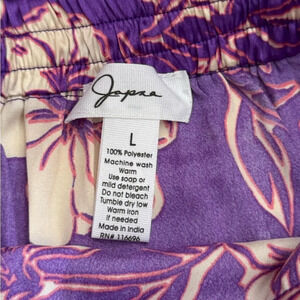 Japna
L
100% Polyester
Machine wash
Warm
Use soap or
mild detergent
Do not bleach
Tumble dry low
Warm iron
if needed
Made in India
RN# 116696